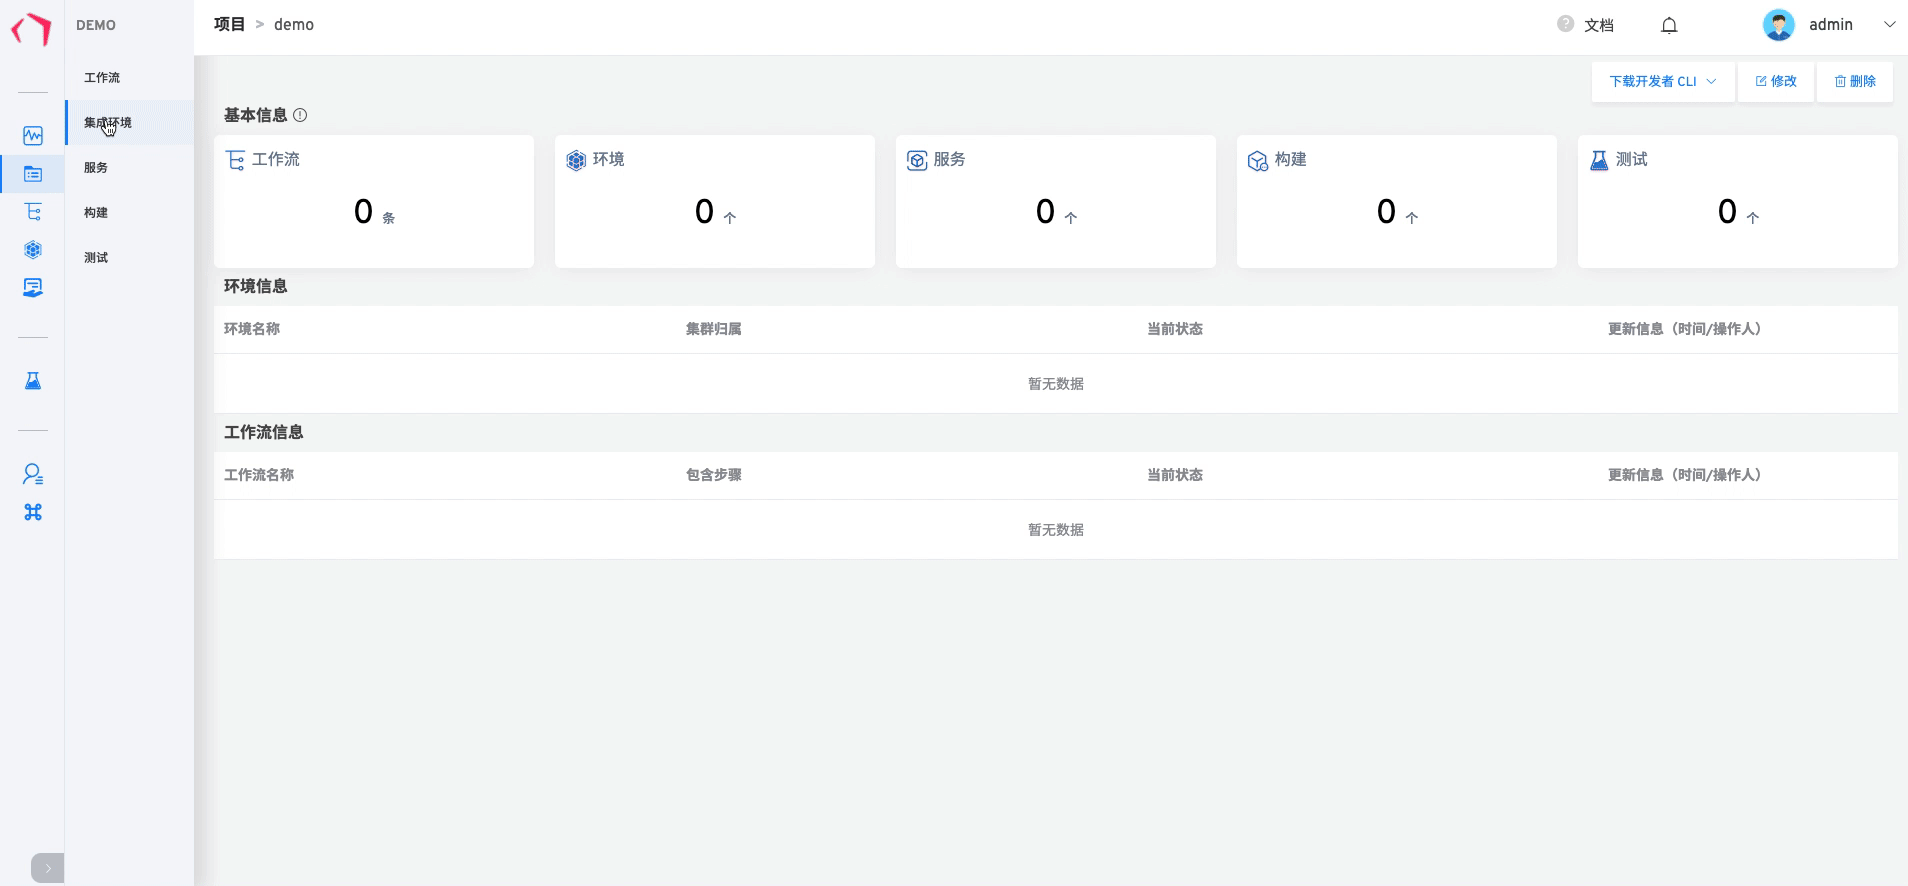 DEMO
工作流
集成环境
服务
构建
测试
项目 > demo
? 文档
admin
下载开发者 CLI
修改
删除
基本信息
工作流
0 条
环境
0 个
服务
0 个
构建
0 个
测试
0 个
环境信息
环境名称 集群归属 当前状态 更新信息（时间/操作人）
暂无数据
工作流信息
工作流名称 包含步骤 当前状态 更新信息（时间/操作人）
暂无数据